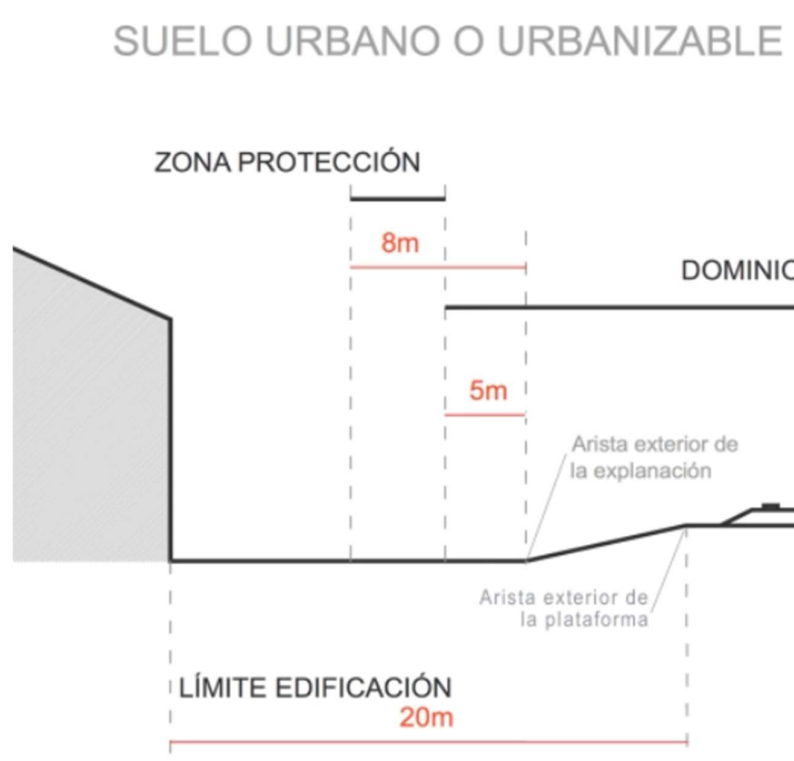 SUELO URBANO O URBANIZABLE
ZONA PROTECCIÓN
8m
DOMINIO
5m
Arista exterior de
la explanación
Arista exterior de
la plataforma
LÍMITE EDIFICACIÓN
20m